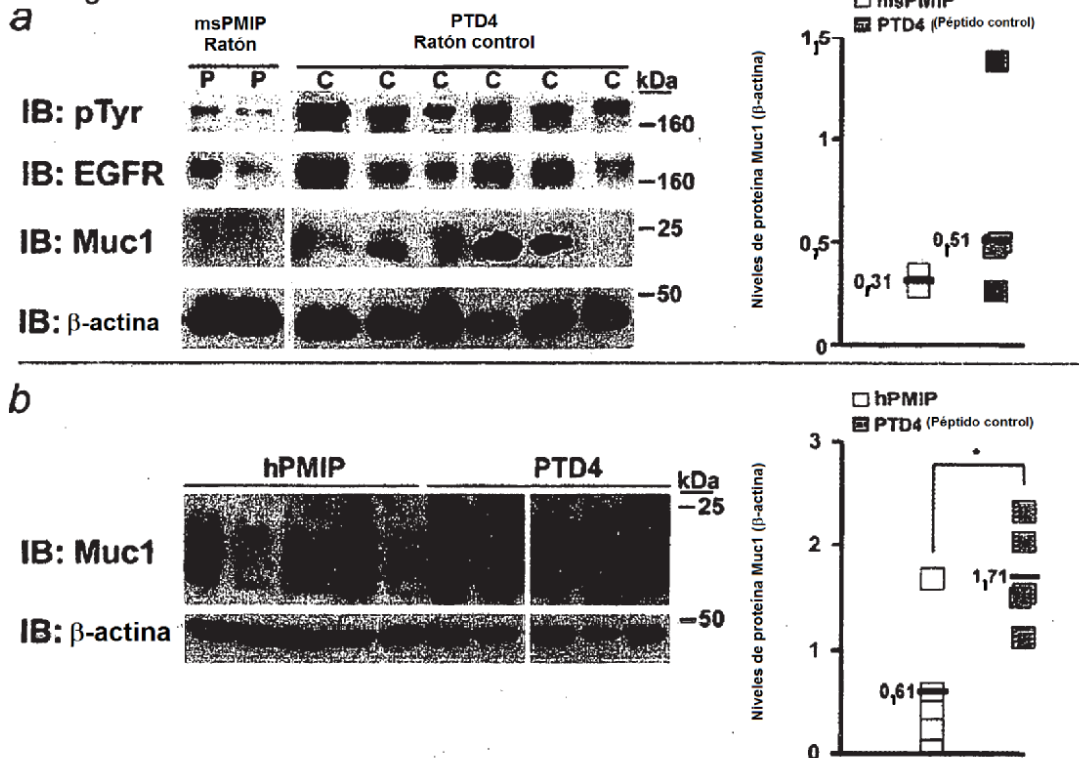 a
msPMIP
Ratón
PTD4
Ratón control
P P C C C C C C kDa
IB: pTyr
–160
IB: EGFR
–160
IB: Muc1
–25
IB: β-actina
–50
msPMIP
PTD4 (Péptido control)
Niveles de proteína Muc1 (β-actina)
1,5
1
0,5
0
0,31
0,51
b
hPMIP PTD4 kDa
–25
IB: Muc1
–50
IB: β-actina
hPMIP
PTD4 (Péptido control)
Niveles de proteína Muc1 (β-actina)
3
2
1
0
*
1,71
0,61